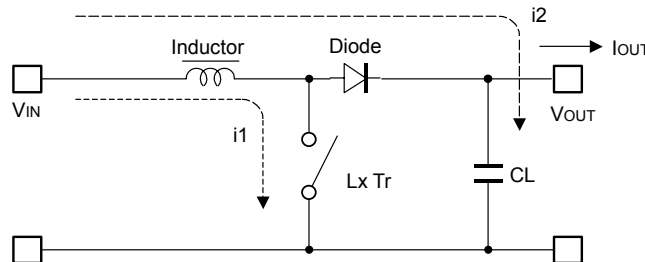 i2
Inductor
Diode
IOUT
VIN
VOUT
i1
Lx Tr
CL